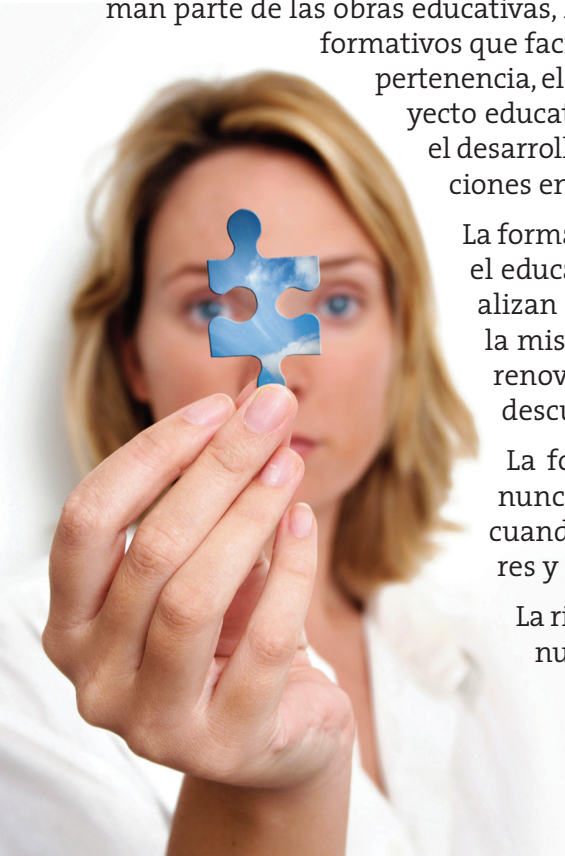 man parte de las obras educativas,
formativos que faci
pertenencia, el
yecto educat
el desarroll
ciones en
La forma
el educa
alizan
la mis
renov
descu
La fo
nunc
cuand
res y
La ri
nu